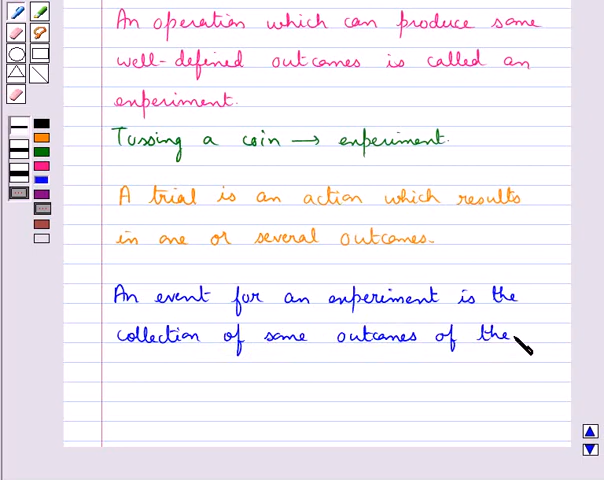 An operation which can produce some
well-defined outcomes is called an
experiment.
Tossing a coin → experiment.
A trial is an action which results
in one or several outcomes.
An event for an experiment is the
collection of some outcomes of the